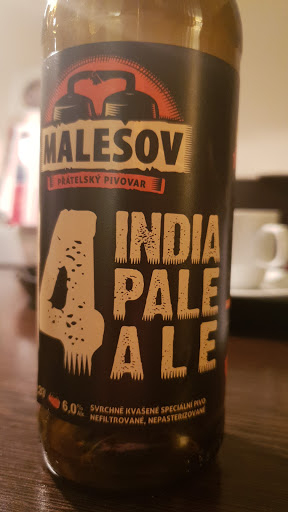 MALESOV
PŘÁTELSKÝ PIVOVAR
4
INDIA
PALE
ALE
6,0%
SVRCHNĚ KVAŠENÉ SPECIÁLNÍ PIVO
NEFILTROVANÉ, NEPASTERIZOVANÉ